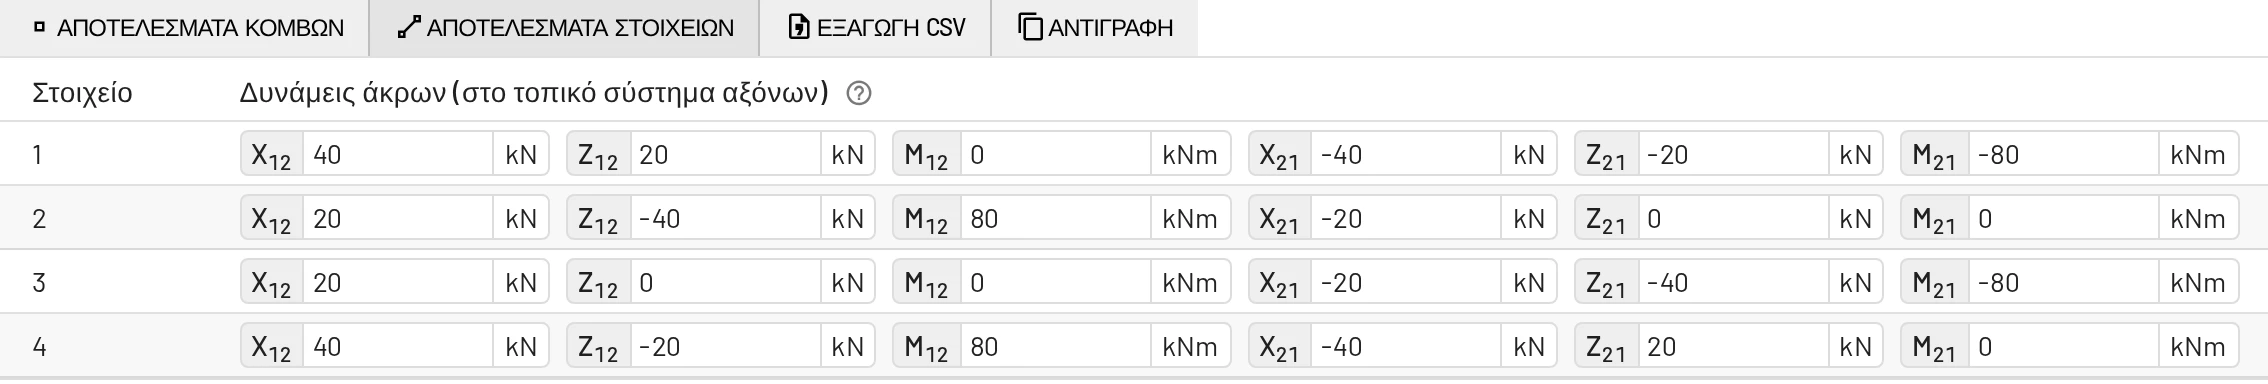 ΑΠΟΤΕΛΕΣΜΑΤΑ ΚΟΜΒΩΝ ΑΠΟΤΕΛΕΣΜΑΤΑ ΣΤΟΙΧΕΙΩΝ ΕΞΑΓΩΓΗ CSV ΑΝΤΙΓΡΑΦΗ
Στοιχείο Δυνάμεις άκρων (στο τοπικό σύστημα αξόνων) ?
1 X12 40 kN Z12 20 kN M12 0 kNm X21 -40 kN Z21 -20 kN M21 -80 kNm
2 X12 20 kN Z12 -40 kN M12 80 kNm X21 -20 kN Z21 0 kN M21 0 kNm
3 X12 20 kN Z12 0 kN M12 0 kNm X21 -20 kN Z21 -40 kN M21 -80 kNm
4 X12 40 kN Z12 -20 kN M12 80 kNm X21 -40 kN Z21 20 kN M21 0 kNm